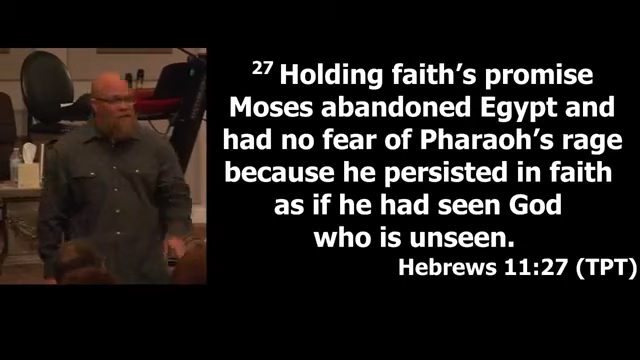 27 Holding faith's promise
Moses abandoned Egypt and
had no fear of Pharaoh's rage
because he persisted in faith
as if he had seen God
who is unseen.
Hebrews 11:27 (TPT)